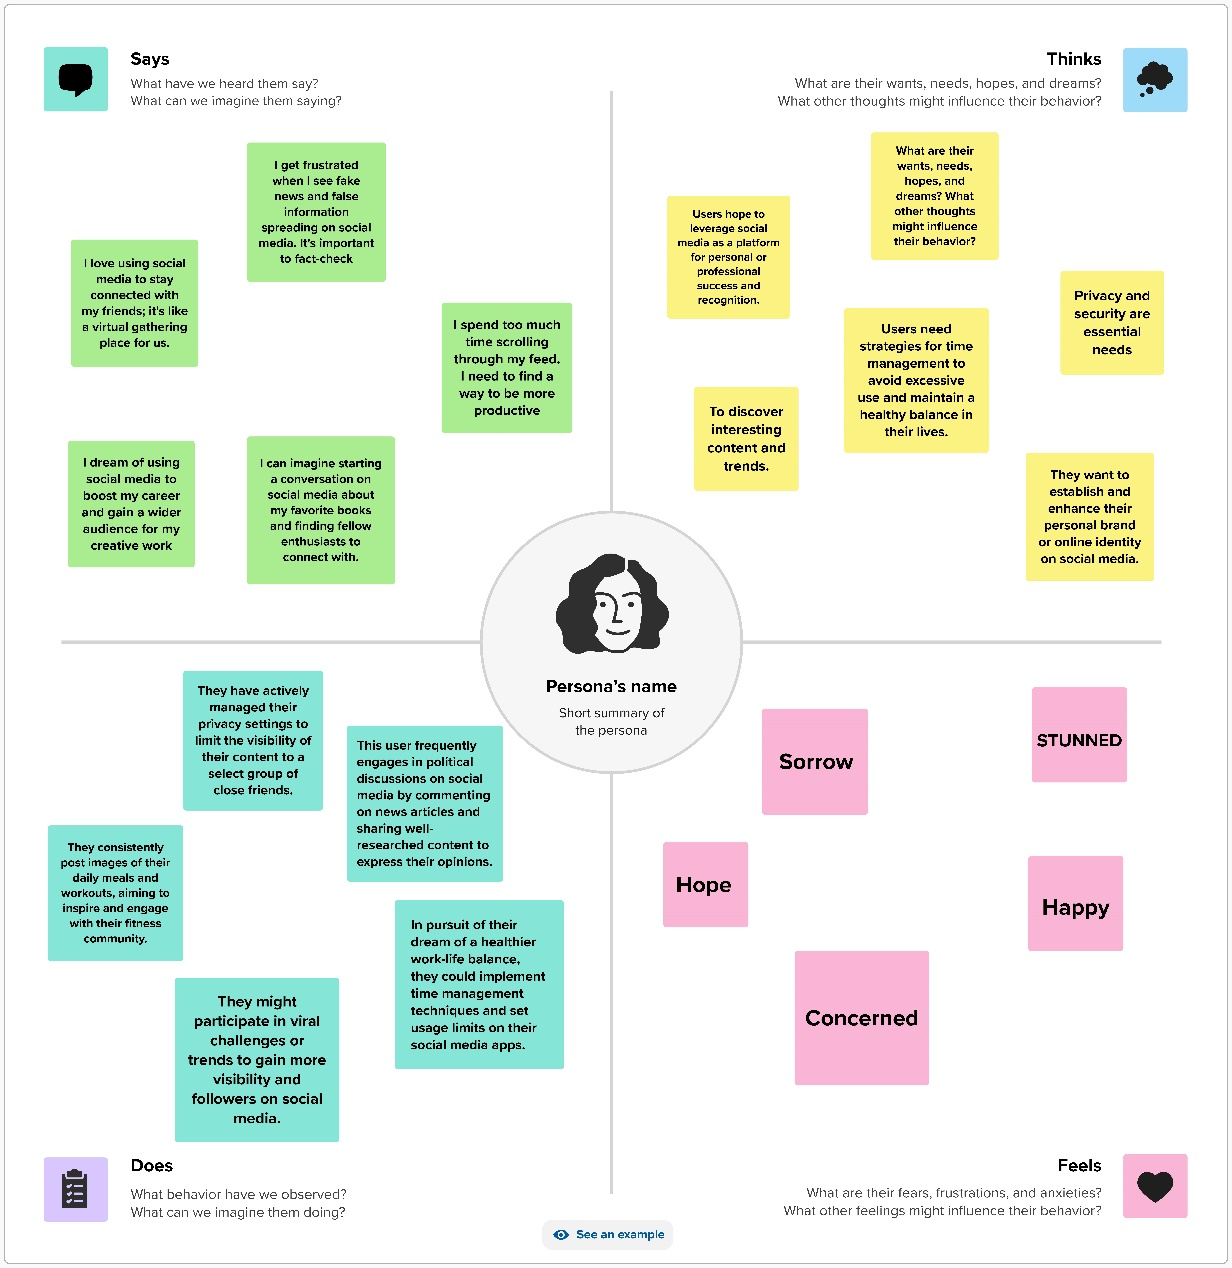 Says
What have we heard them say?
What can we imagine them saying?
Thinks
What are their wants, needs, hopes, and dreams?
What other thoughts might influence their behavior?
I get frustrated
when I see fake
news and false
information
spreading on social
media. It's important
to fact-check
I love using social
media to stay
connected with
my friends; it's like
a virtual gathering
place for us.
I spend too much
time scrolling
through my feed.
I need to find a
way to be more
productive
I dream of using
social media to
boost my career
and gain a wider
audience for my
creative work
I can imagine starting
a conversation on
social media about
my favorite books
and finding fellow
enthusiasts to
connect with.
What are their
wants, needs,
hopes, and
dreams? What
other thoughts
might influence
their behavior?
Users hope to
leverage social
media as a platform
for personal or
professional
success and
recognition.
Privacy and
security are
essential
needs
Users need
strategies for time
management to
avoid excessive
use and maintain a
healthy balance in
their lives.
To discover
interesting
content and
trends.
They want to
establish and
enhance their
personal brand
or online identity
on social media.
Persona's name
Short summary of
the persona
They have actively
managed their
privacy settings to
limit the visibility of
their content to a
select group of
close friends.
This user frequently
engages in political
discussions on social
media by commenting
on news articles and
sharing well-
researched content to
express their opinions.
They consistently
post images of their
daily meals and
workouts, aiming to
inspire and engage
with their fitness
community.
In pursuit of their
dream of a healthier
work-life balance,
they could implement
time management
techniques and set
usage limits on their
social media apps.
They might
participate in viral
challenges or
trends to gain more
visibility and
followers on social
media.
Sorrow
STUNNED
Hope
Happy
Concerned
Does
What behavior have we observed?
What can we imagine them doing?
Feels
What are their fears, frustrations, and anxieties?
What other feelings might influence their behavior?
See an example